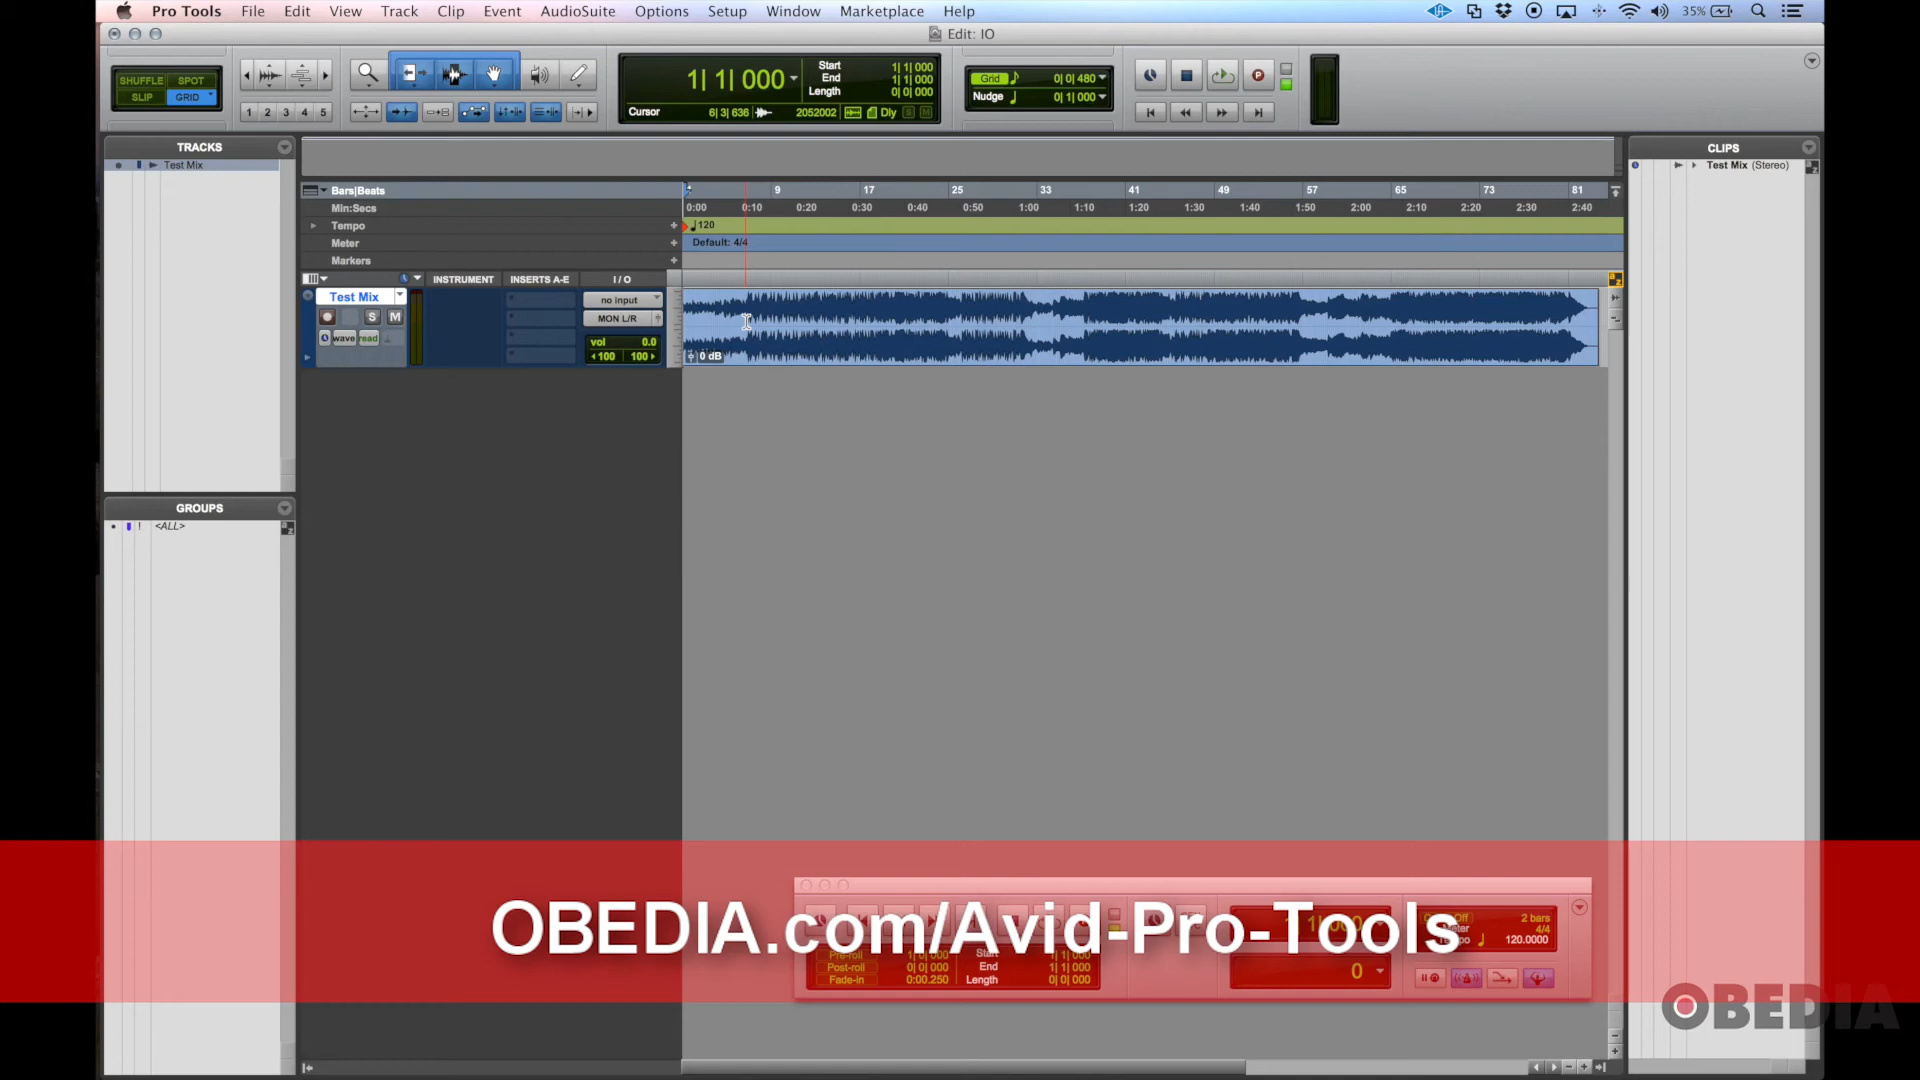 Pro Tools File Edit View Track Clip Event AudioSuite Options Setup Window Marketplace Help 35%
Edit: IO
SHUFFLE SPOT
SLIP GRID
1 2 3 4 5
1| 1| 000
Start 1| 1| 000
End 1| 1| 000
Length 0| 0| 000
Cursor 6| 3| 636 2052002 Dly S M
Grid 0| 0| 480
Nudge 0| 1| 000
TRACKS
Test Mix
GROUPS
! <ALL>
CLIPS
Test Mix (Stereo)
Bars|Beats 9 17 25 33 41 49 57 65 73 81
Min:Secs 0:00 0:10 0:20 0:30 0:40 0:50 1:00 1:10 1:20 1:30 1:40 1:50 2:00 2:10 2:20 2:30 2:40
Tempo 120
Meter Default: 4/4
Markers
INSTRUMENT INSERTS A-E I / O
Test Mix no input
S M MON L/R
wave read vol 0.0
100 100
0 dB
OBEDIA.com/Avid-Pro-Tools
2 bars
Meter 4/4
120.0000
Pre-roll 1| 0| 000
Post-roll 0| 0| 000
Fade-in 0:00.250
Start
End 1| 1| 000
Length 0| 0| 000
0
OBEDIA